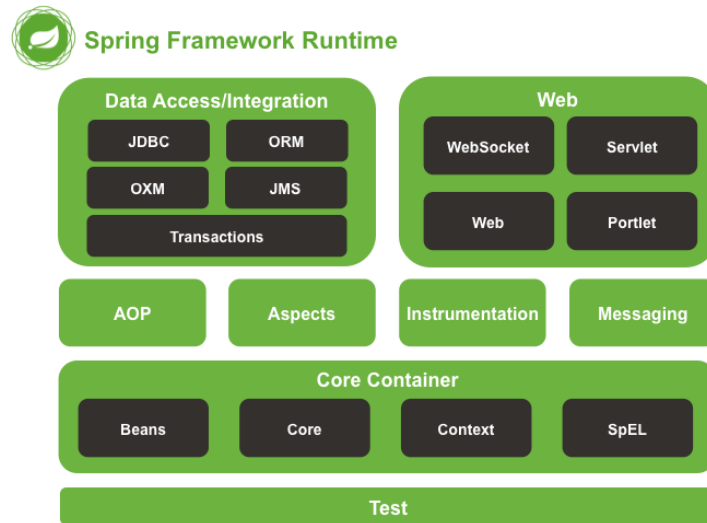 Spring Framework Runtime
Data Access/Integration
JDBC
ORM
OXM
JMS
Transactions
Web
WebSocket
Servlet
Web
Portlet
AOP
Aspects
Instrumentation
Messaging
Core Container
Beans
Core
Context
SpEL
Test